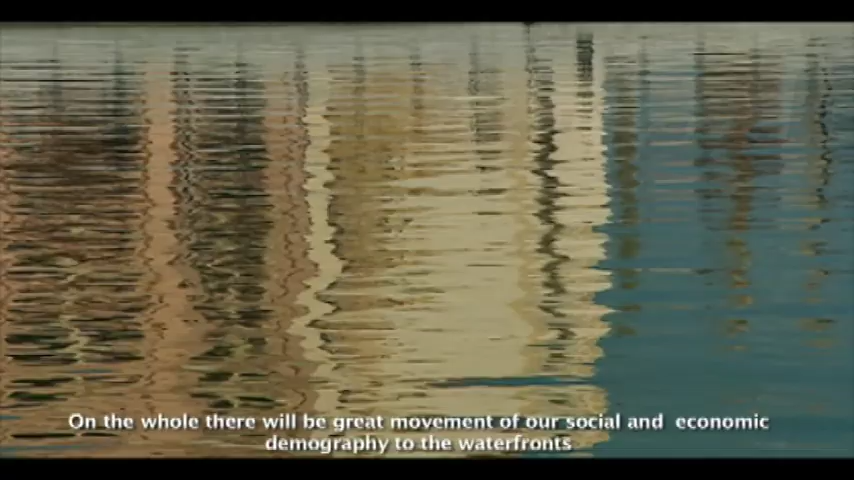 On the whole there will be great movement of our social and  economic
demography to the waterfronts